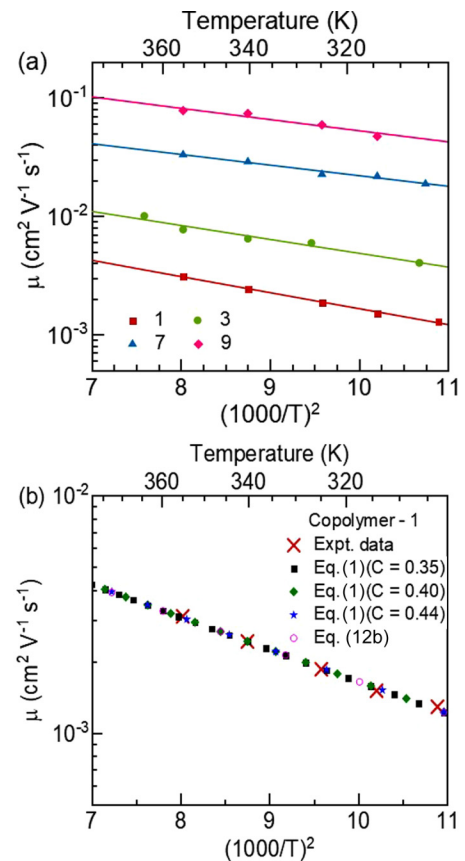 Temperature (K)
360 340 320
(a)
10⁻¹
10⁻²
10⁻³
μ (cm² V⁻¹ s⁻¹)
1 3
7 9
7 8 9 10 11
(1000/T)²
Temperature (K)
360 340 320
(b)
10⁻²
10⁻³
μ (cm² V⁻¹ s⁻¹)
Copolymer - 1
Expt. data
Eq.(1)(C = 0.35)
Eq.(1)(C = 0.40)
Eq.(1)(C = 0.44)
Eq. (12b)
7 8 9 10 11
(1000/T)²